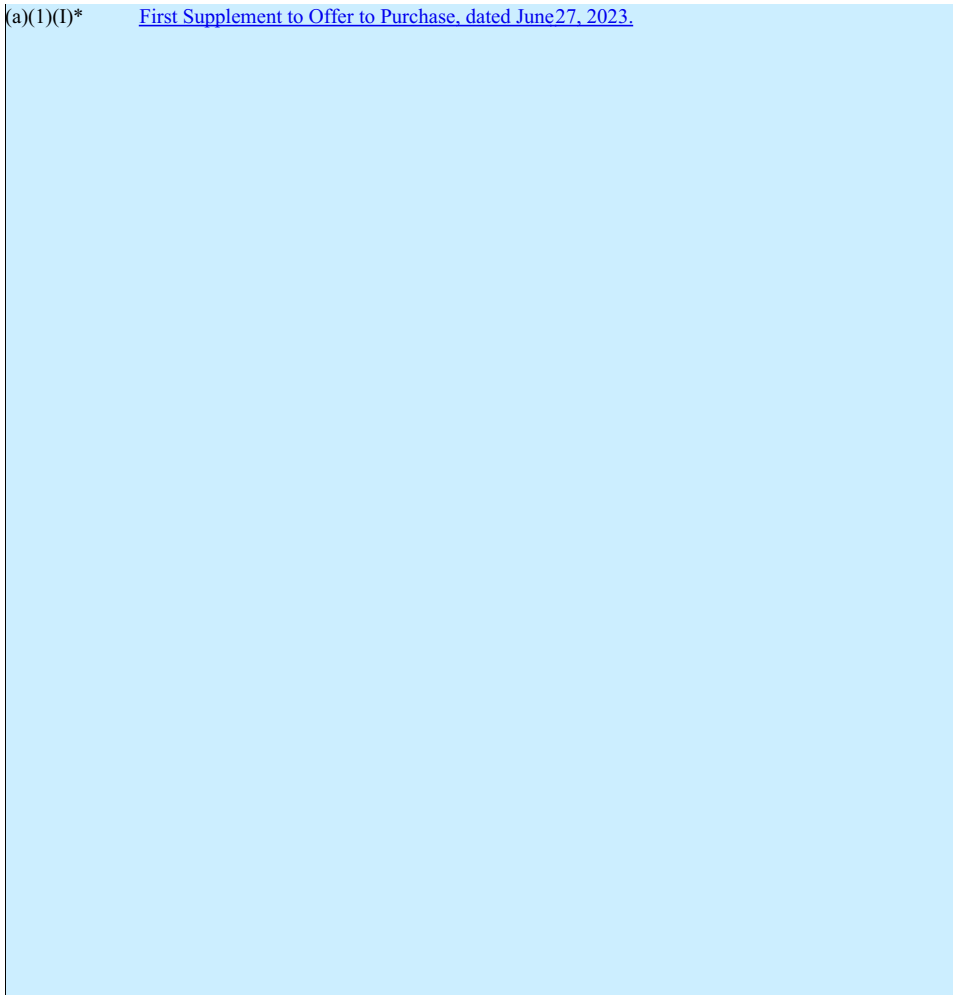 (a)(1)(I)* First Supplement to Offer to Purchase, dated June27, 2023.